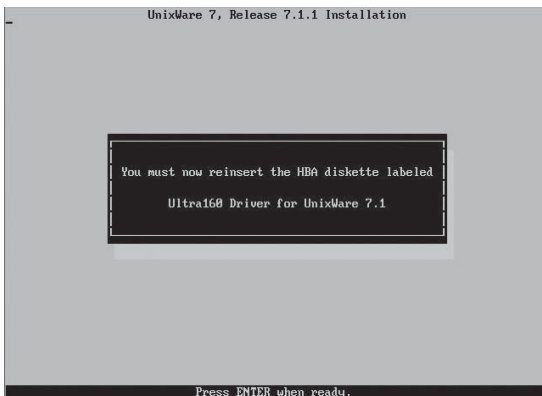 UnixWare 7, Release 7.1.1 Installation
You must now reinsert the HBA diskette labeled
Ultra160 Driver for UnixWare 7.1
Press ENTER when ready.